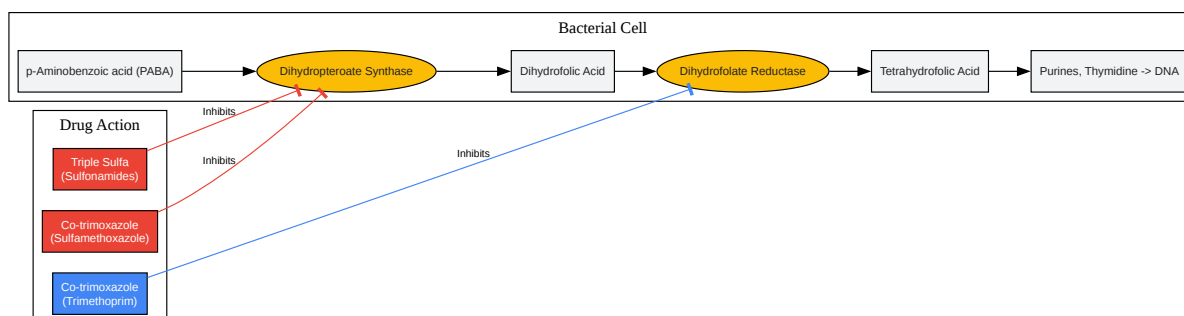 Bacterial Cell
p-Aminobenzoic acid (PABA)
Dihydropteroate Synthase
Dihydrofolic Acid
Dihydrofolate Reductase
Tetrahydrofolic Acid
Purines, Thymidine -> DNA
Inhibits
Drug Action
Triple Sulfa
(Sulfonamides)
Inhibits
Inhibits
Co-trimoxazole
(Sulfamethoxazole)
Co-trimoxazole
(Trimethoprim)